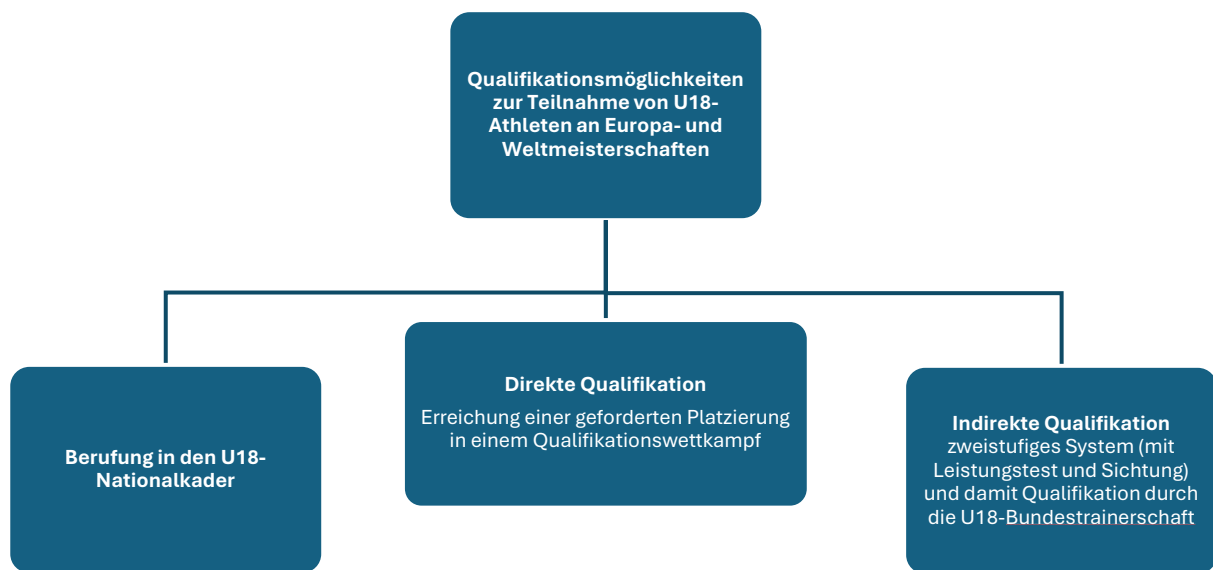 Qualifikationsmöglichkeiten
zur Teilnahme von U18-
Athleten an Europa- und
Weltmeisterschaften
Berufung in den U18-
Nationalkader
Direkte Qualifikation
Erreichung einer geforderten Platzierung
in einem Qualifikationswettkampf
Indirekte Qualifikation
zweistufiges System (mit
Leistungstest und Sichtung)
und damit Qualifikation durch
die U18-Bundestrainerschaft